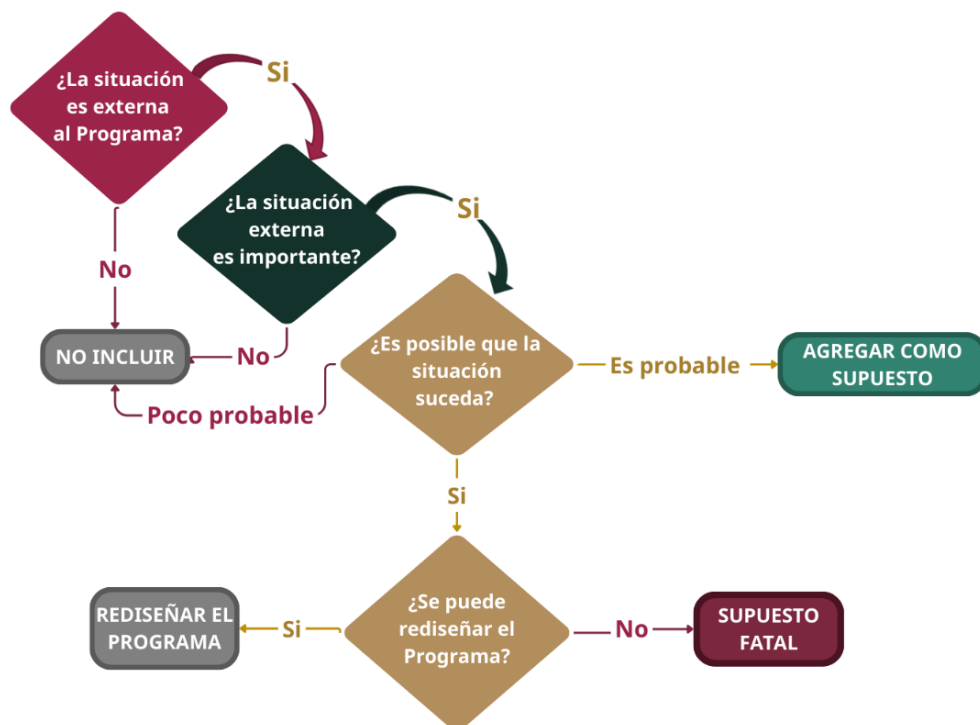 ¿La situación
es externa
al Programa?
Si
¿La situación
externa
es importante?
Si
No
NO INCLUIR
No
¿Es posible que la
situación
suceda?
Es probable
AGREGAR COMO
SUPUESTO
Poco probable
Si
¿Se puede
rediseñar el
Programa?
Si
REDISEÑAR EL
PROGRAMA
No
SUPUESTO
FATAL